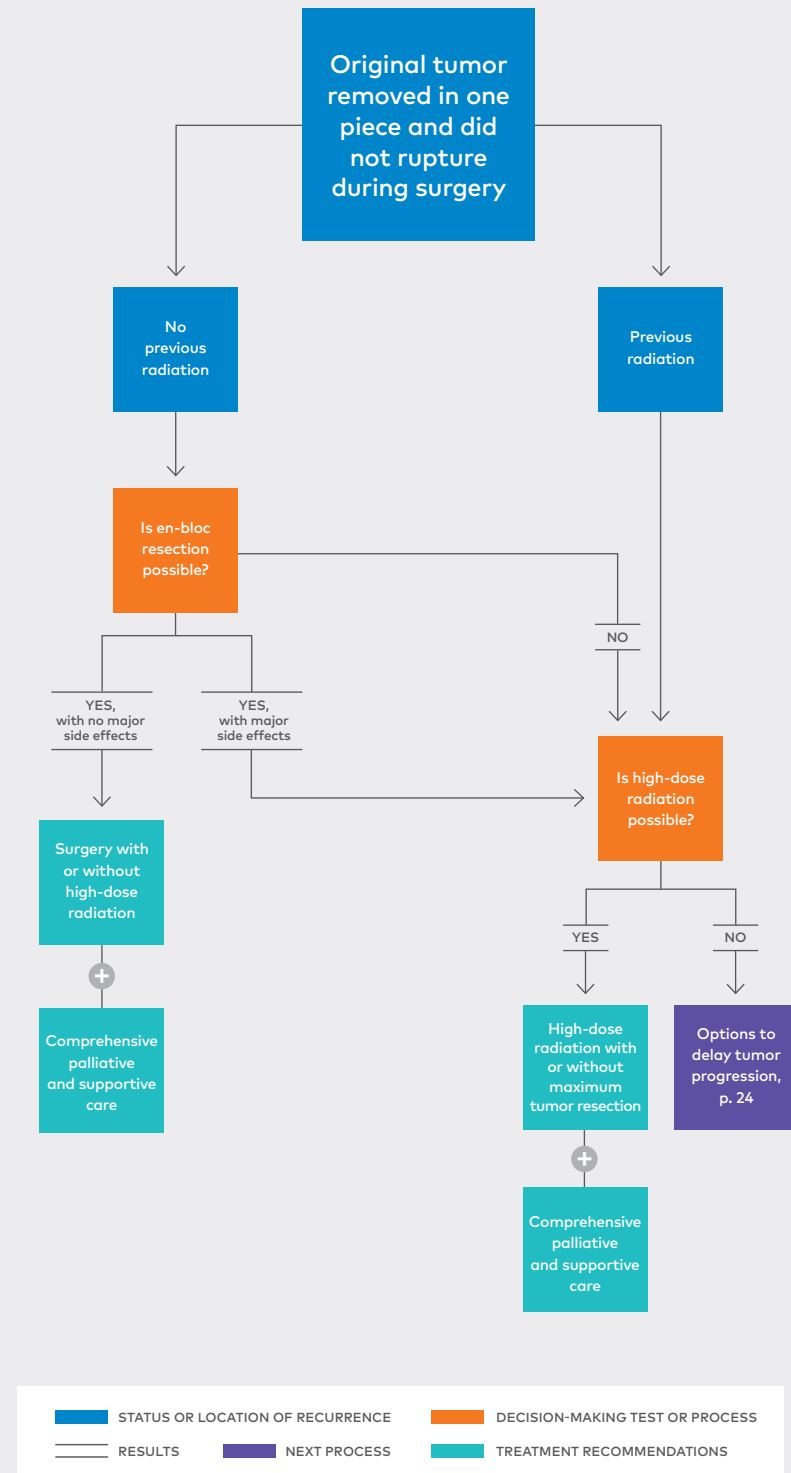 Original tumor
removed in one
piece and did
not rupture
during surgery
No
previous
radiation
Previous
radiation
Is en-bloc
resection
possible?
NO
YES,
with no major
side effects
YES,
with major
side effects
Is high-dose
radiation
possible?
Surgery with
or without
high-dose
radiation
YES
NO
Comprehensive
palliative
and supportive
care
High-dose
radiation with
or without
maximum
tumor resection
Options to
delay tumor
progression,
p. 24
Comprehensive
palliative
and supportive
care
STATUS OR LOCATION OF RECURRENCE
DECISION-MAKING TEST OR PROCESS
RESULTS
NEXT PROCESS
TREATMENT RECOMMENDATIONS